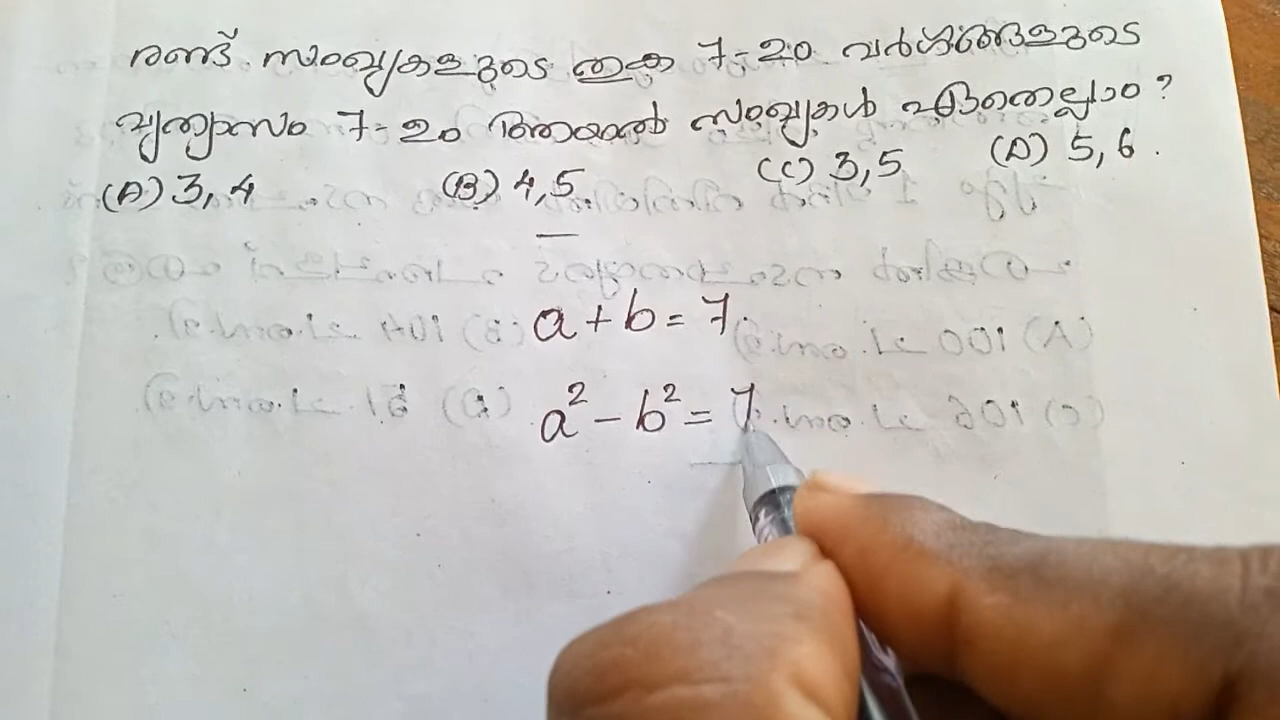 രണ്ട് സംഖ്യകളുടെ തുക 7-ഉം വർഗ്ഗങ്ങളുടെ
വ്യത്യാസം 7-ഉം ആയാൽ സംഖ്യകൾ ഏതെല്ലാം?
(A) 3, 4 (B) 4, 5 (C) 3, 5 (D) 5, 6.
a + b = 7.
a² - b² = 7